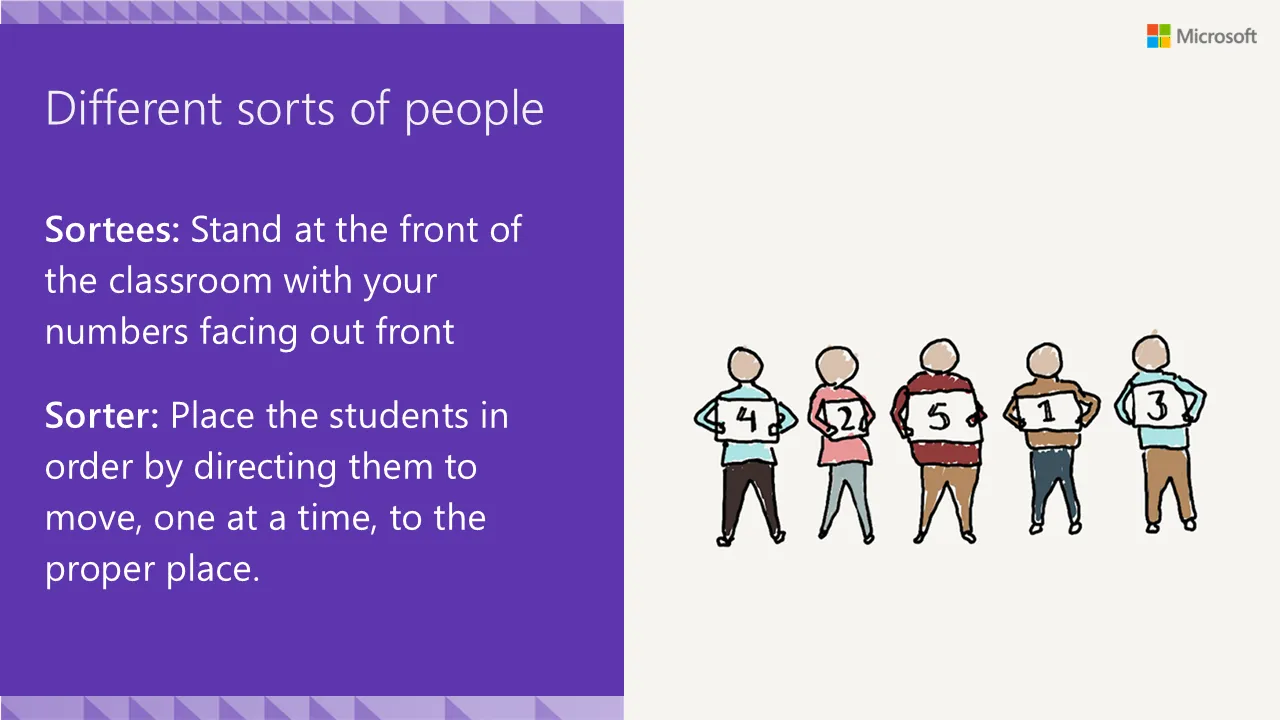 Microsoft
Different sorts of people
Sortees: Stand at the front of
the classroom with your
numbers facing out front
Sorter: Place the students in
order by directing them to
move, one at a time, to the
proper place.
4 2 5 1 3